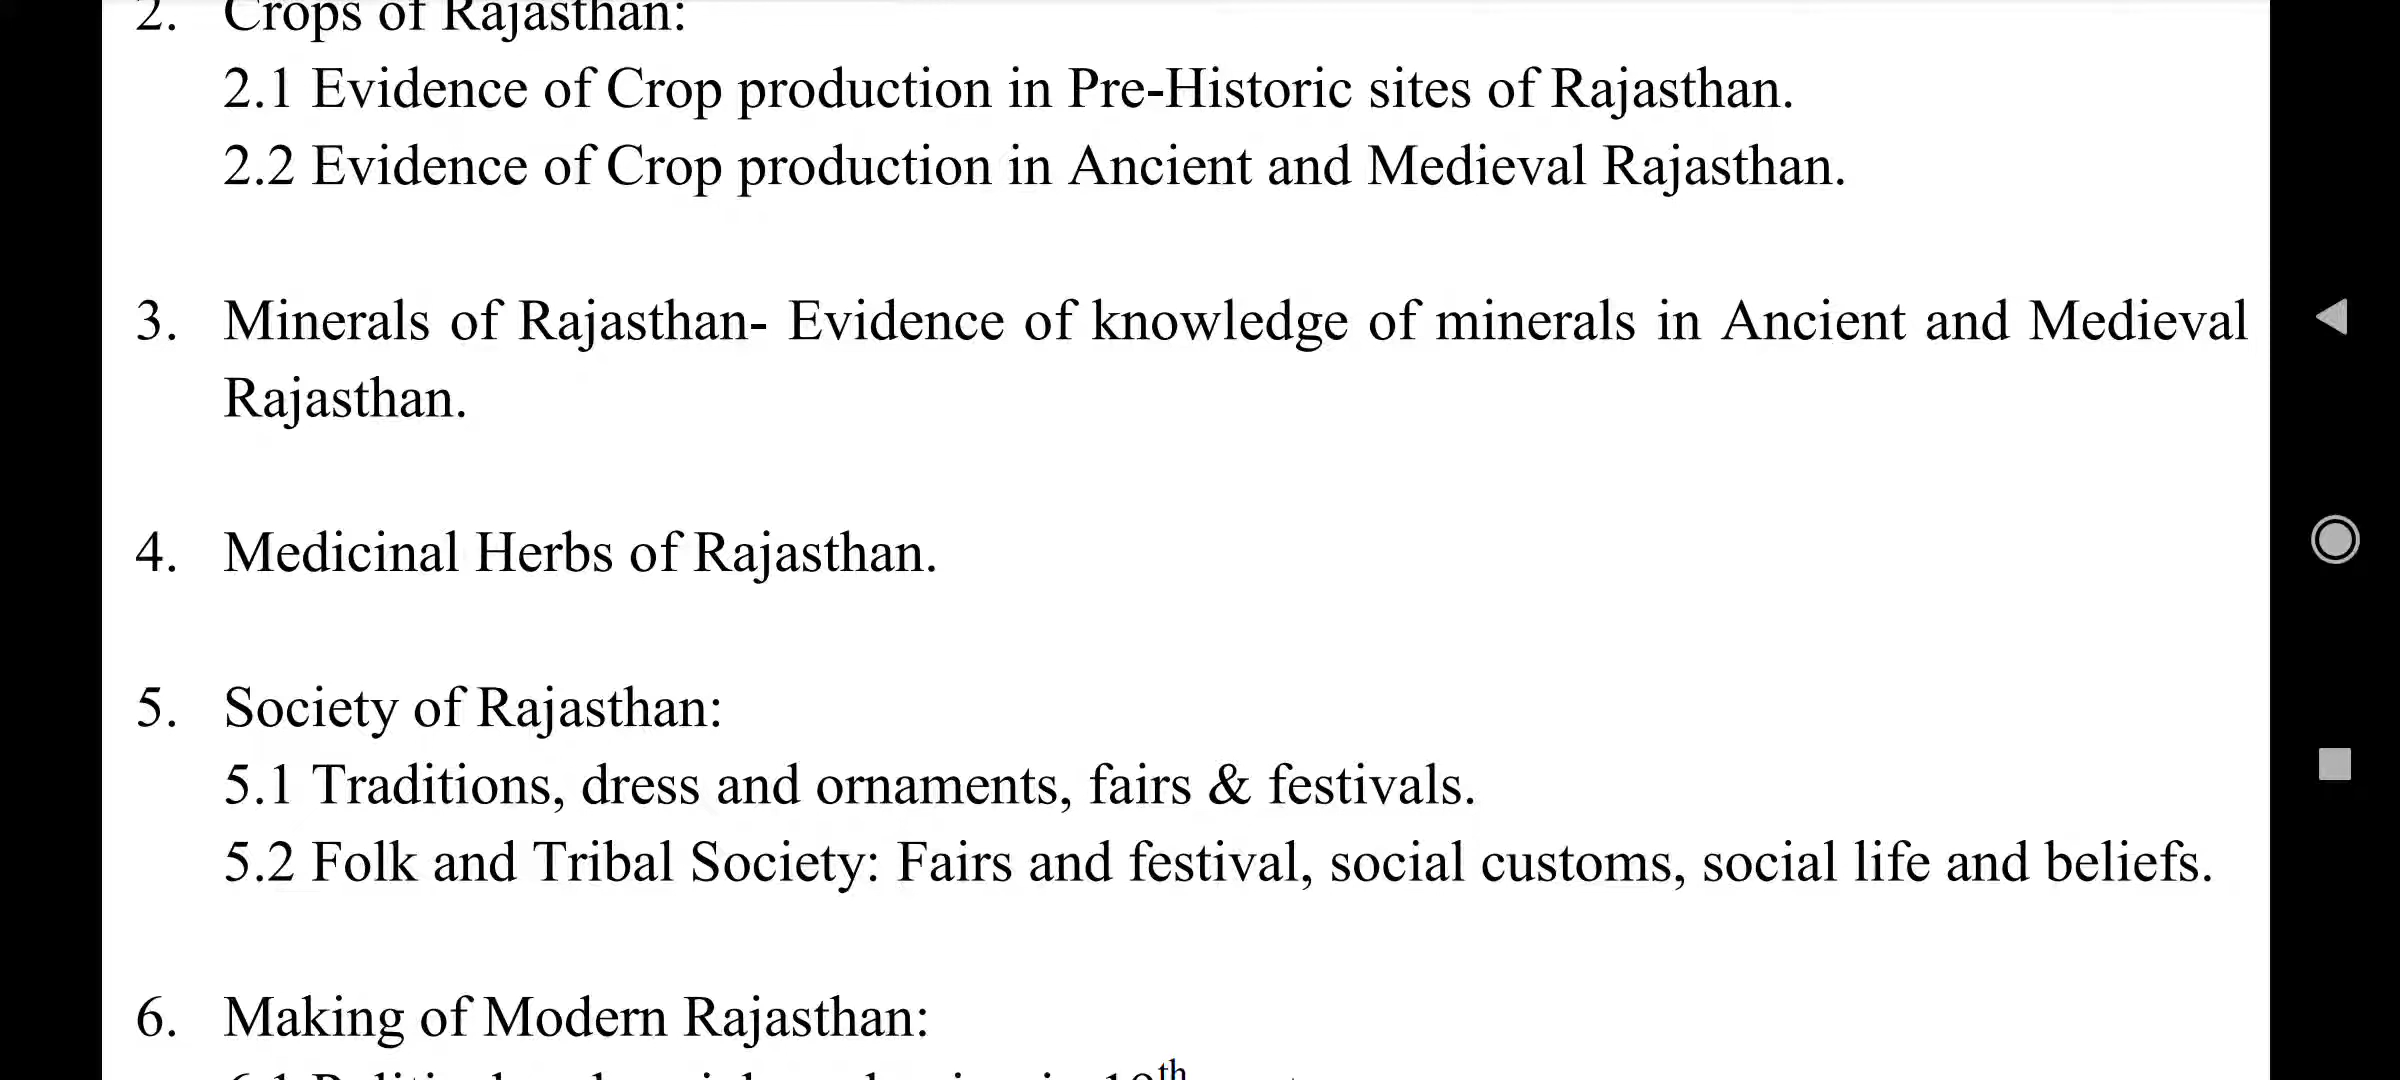 2. Crops of Rajasthan:
2.1 Evidence of Crop production in Pre-Historic sites of Rajasthan.
2.2 Evidence of Crop production in Ancient and Medieval Rajasthan.
3. Minerals of Rajasthan- Evidence of knowledge of minerals in Ancient and Medieval
Rajasthan.
4. Medicinal Herbs of Rajasthan.
5. Society of Rajasthan:
5.1 Traditions, dress and ornaments, fairs & festivals.
5.2 Folk and Tribal Society: Fairs and festival, social customs, social life and beliefs.
6. Making of Modern Rajasthan: